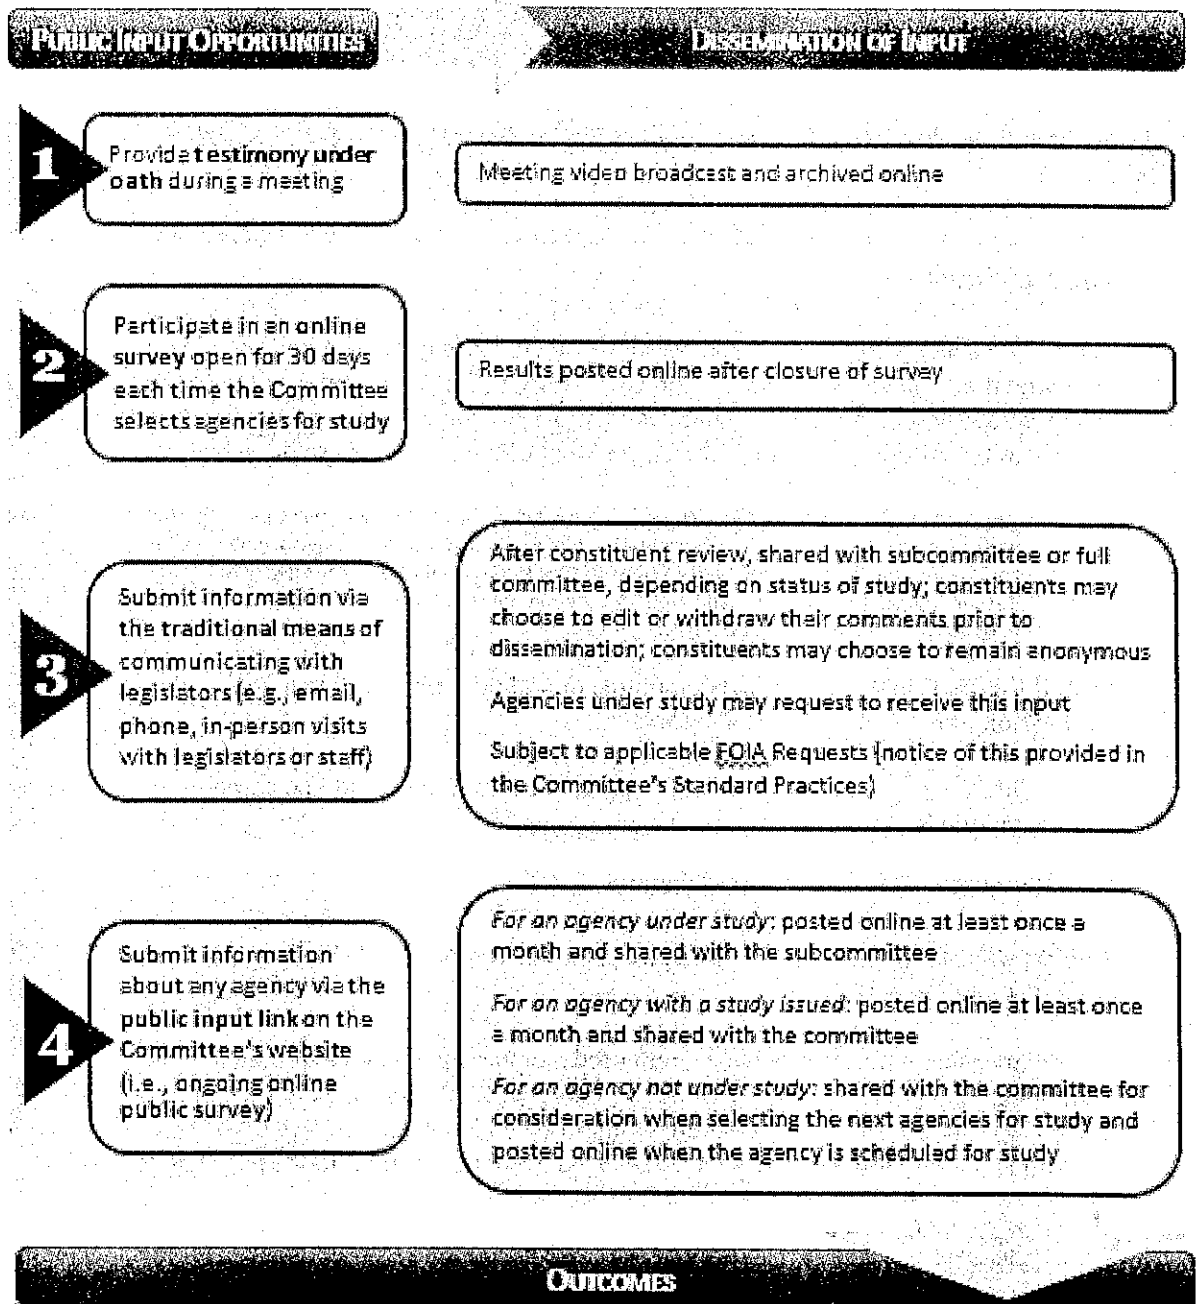 PUBLIC INPUT OPPORTUNITIES
DISSEMINATION OF INPUT
1
Provide testimony under
oath during a meeting
Meeting video broadcast and archived online
2
Participate in an online
survey open for 30 days
each time the Committee
selects agencies for study
Results posted online after closure of survey
3
Submit information via
the traditional means of
communicating with
legislators (e.g., email,
phone, in-person visits
with legislators or staff)
After constituent review, shared with subcommittee or full
committee, depending on status of study; constituents may
choose to edit or withdraw their comments prior to
dissemination; constituents may choose to remain anonymous
Agencies under study may request to receive this input
Subject to applicable FOIA Requests (notice of this provided in
the Committee's Standard Practices)
4
Submit information
about any agency via the
public input link on the
Committee's website
(i.e., ongoing online
public survey)
For an agency under study: posted online at least once a
month and shared with the subcommittee
For an agency with a study issued: posted online at least once
a month and shared with the committee
For an agency not under study: shared with the committee for
consideration when selecting the next agencies for study and
posted online when the agency is scheduled for study
OUTCOMES